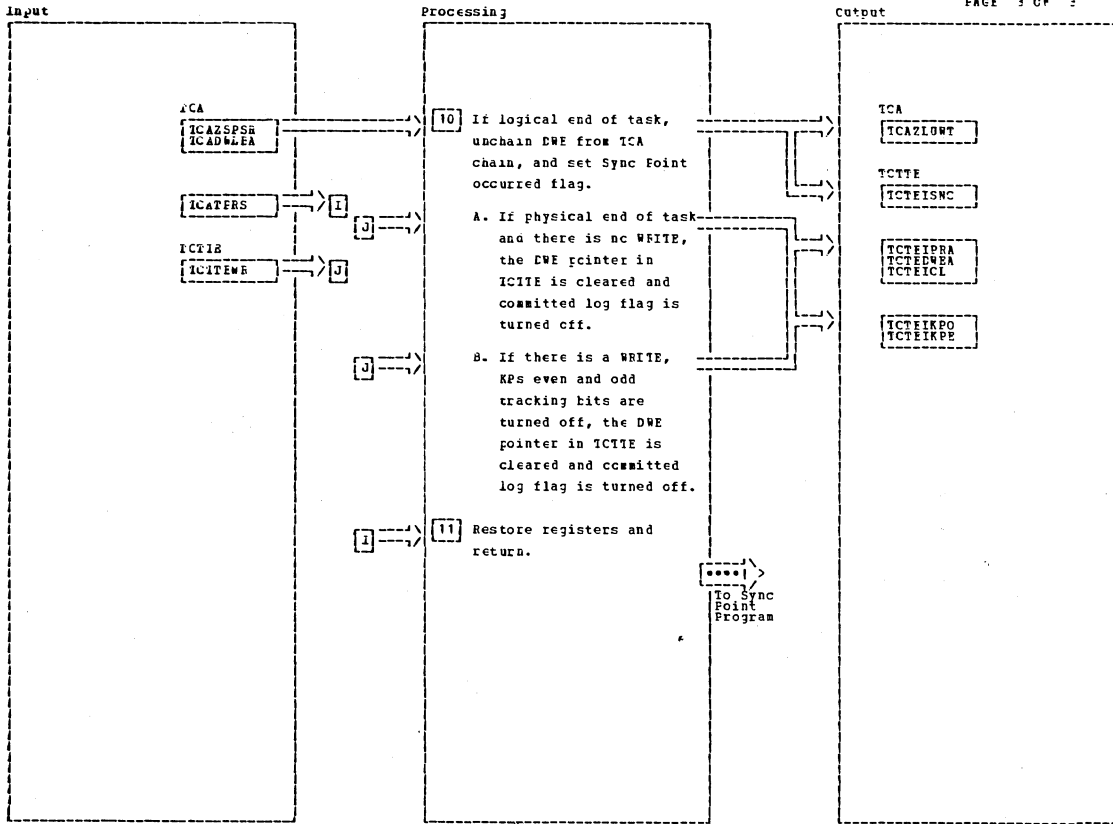 Input
Processing
Output
PAGE 3 OF 3
TCA
TCAZSPSR
TCADWLEA
10 If logical end of task,
unchain DWE from TCA
chain, and set Sync Point
occurred flag.
TCA
TCAZLUWT
TCTTE
TCTEISNC
TCATPRS
I
J
A. If physical end of task
and there is nc WRITE,
the DWE pointer in
TCTTE is cleared and
committed log flag is
turned off.
TCTEIPRA
TCTEDWEA
TCTEICL
J
TCTEIKPO
TCTEIKPE
J
B. If there is a WRITE,
KPs even and odd
tracking bits are
turned off, the DWE
pointer in TCTTE is
cleared and committed
log flag is turned off.
I
11 Restore registers and
return.
To Sync
Point
Program